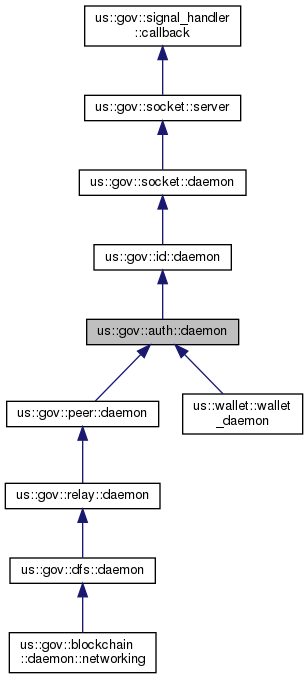 us::gov::signal_handler
::callback
us::gov::socket::server
us::gov::socket::daemon
us::gov::id::daemon
us::gov::auth::daemon
us::gov::peer::daemon
us::wallet::wallet
_daemon
us::gov::relay::daemon
us::gov::dfs::daemon
us::gov::blockchain
::daemon::networking